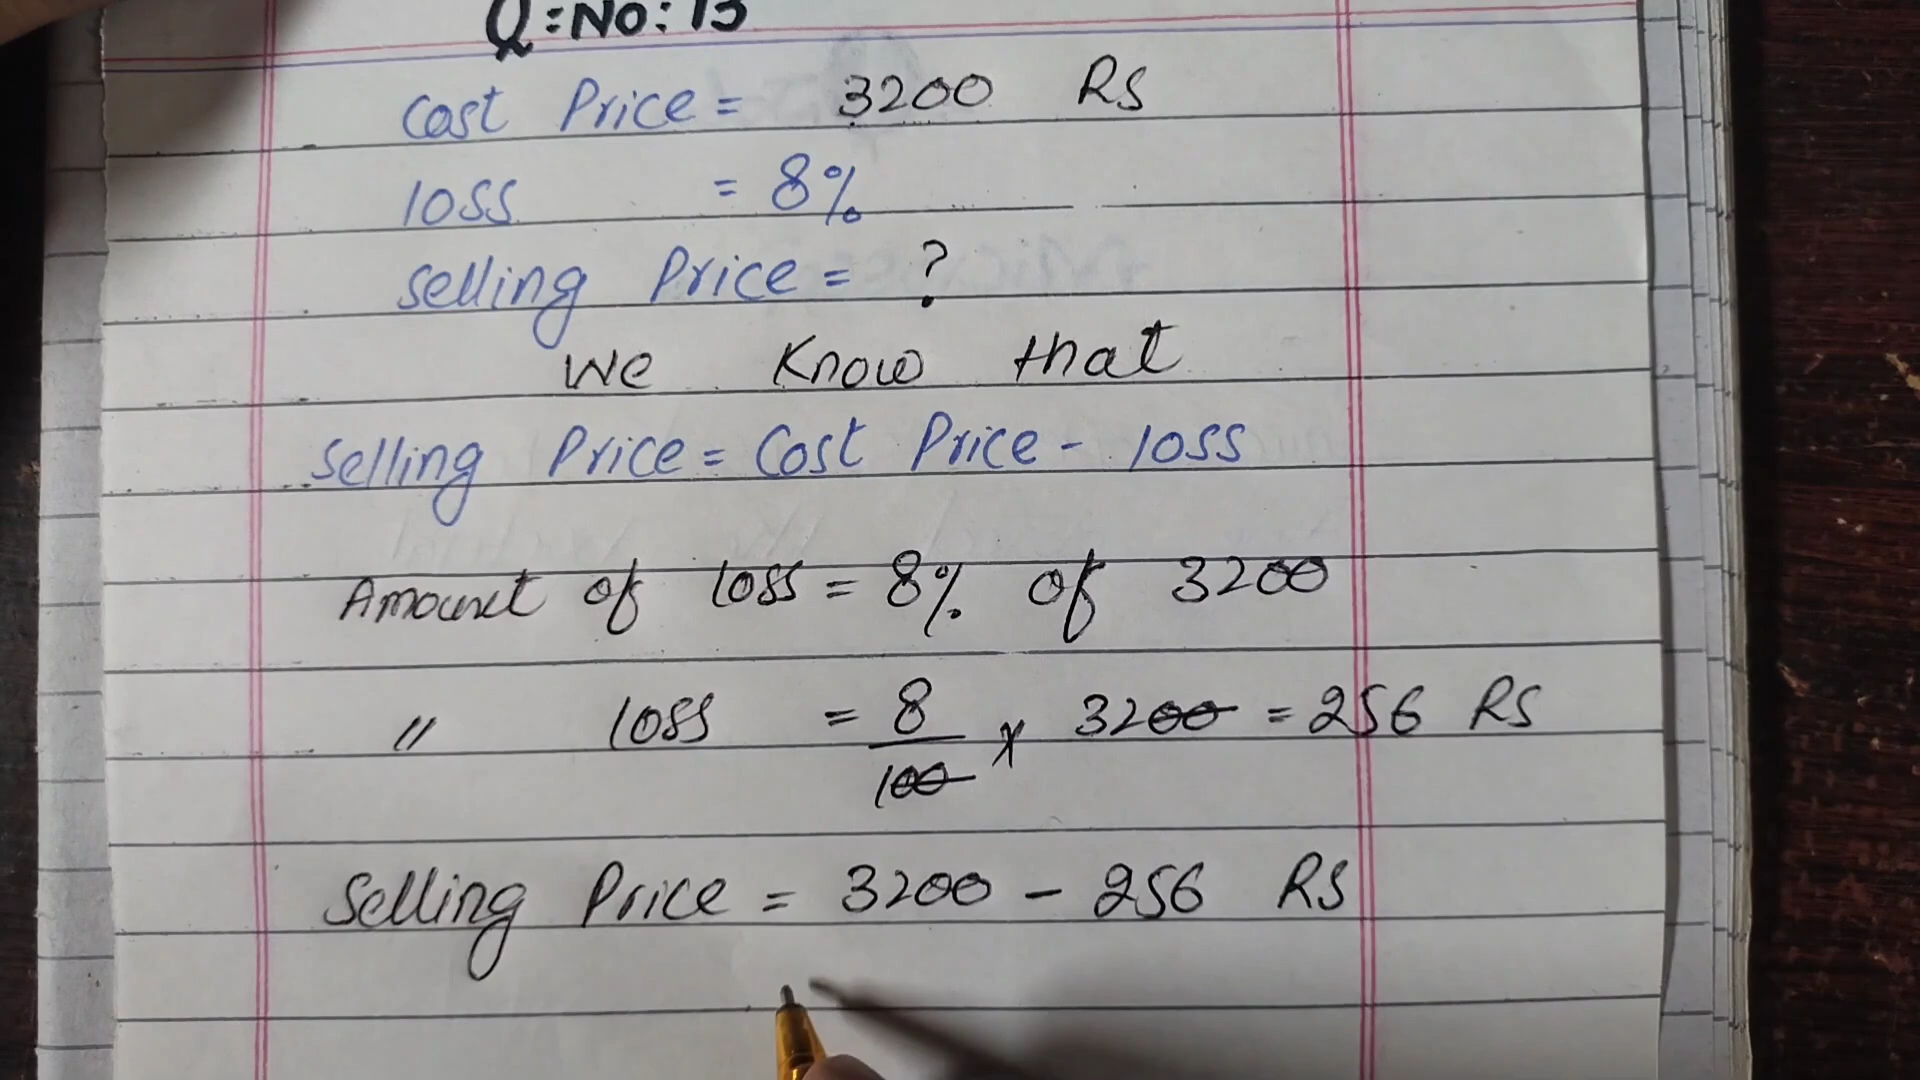 Q:No: 13
Cost Price = 3200 RS
loss = 8%
Selling Price = ?
We Know that
Selling Price = Cost Price - loss
Amount of loss = 8% of 3200
" loss = 8/100 x 3200 = 256 RS
Selling Price = 3200 - 256 RS